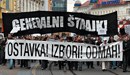 GENERALNI ŠTRAJK!
OSTAVKA! IZBORI! ODMAH!